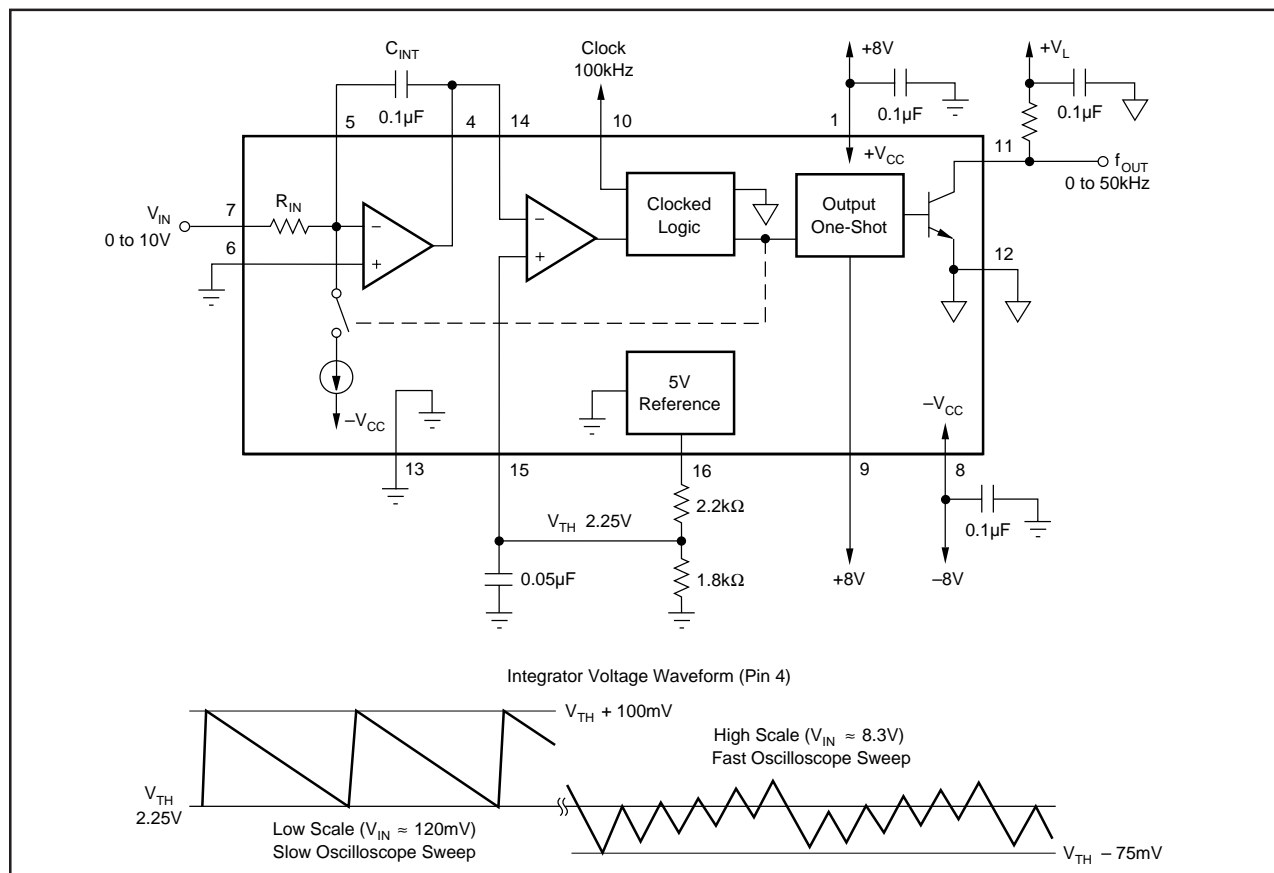 C_INT
0.1µF
5
4
14
Clock
100kHz
10
+8V
0.1µF
1
+V_L
0.1µF
11
f_OUT
0 to 50kHz
+V_CC
V_IN
0 to 10V
7
R_IN
6
–
+
–
+
Clocked
Logic
Output
One-Shot
12
–V_CC
5V
Reference
–V_CC
13
15
16
9
8
2.2kΩ
V_TH 2.25V
0.1µF
0.05µF
1.8kΩ
+8V
–8V
Integrator Voltage Waveform (Pin 4)
V_TH + 100mV
High Scale (V_IN ≈ 8.3V)
Fast Oscilloscope Sweep
V_TH
2.25V
Low Scale (V_IN ≈ 120mV)
Slow Oscilloscope Sweep
V_TH – 75mV